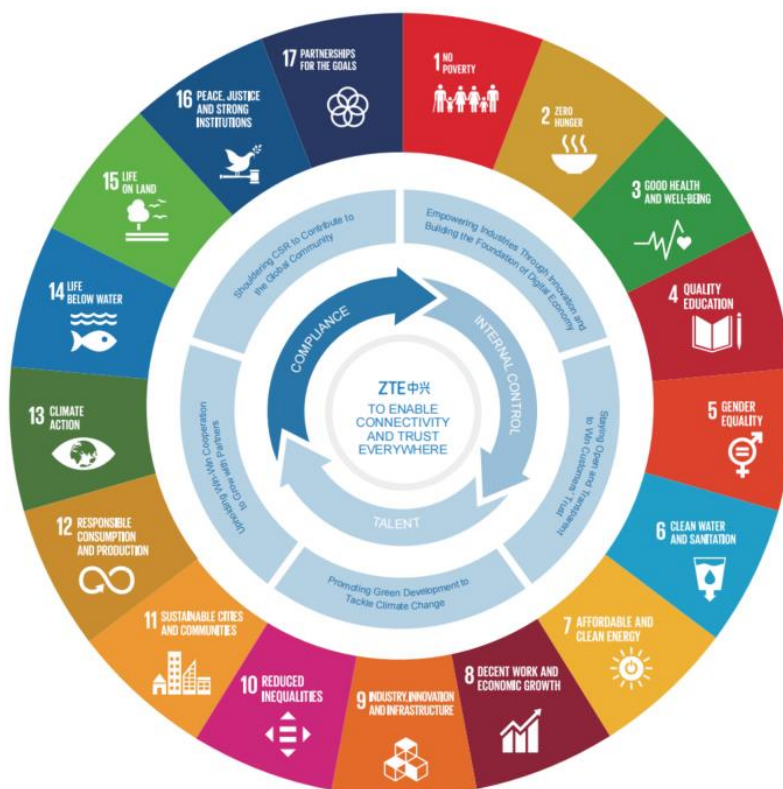 1 NO
POVERTY
2 ZERO
HUNGER
3 GOOD HEALTH
AND WELL-BEING
4 QUALITY
EDUCATION
5 GENDER
EQUALITY
6 CLEAN WATER
AND SANITATION
7 AFFORDABLE AND
CLEAN ENERGY
8 DECENT WORK AND
ECONOMIC GROWTH
9 INDUSTRY, INNOVATION
AND INFRASTRUCTURE
10 REDUCED
INEQUALITIES
11 SUSTAINABLE CITIES
AND COMMUNITIES
12 RESPONSIBLE
CONSUMPTION
AND PRODUCTION
13 CLIMATE
ACTION
14 LIFE
BELOW WATER
15 LIFE
ON LAND
16 PEACE, JUSTICE
AND STRONG
INSTITUTIONS
17 PARTNERSHIPS
FOR THE GOALS
Shouldering CSR to Contribute to
the Global Community
Empowering Industries Through Innovation and
Building the Foundation of Digital Economy
Staying Open and Transparent
to Win Customers' Trust
Promoting Green Development to
Tackle Climate Change
Upholding Win-Win Cooperation
to Grow with Partners
COMPLIANCE
INTERNAL CONTROL
TALENT
ZTE中兴
TO ENABLE
CONNECTIVITY
AND TRUST
EVERYWHERE